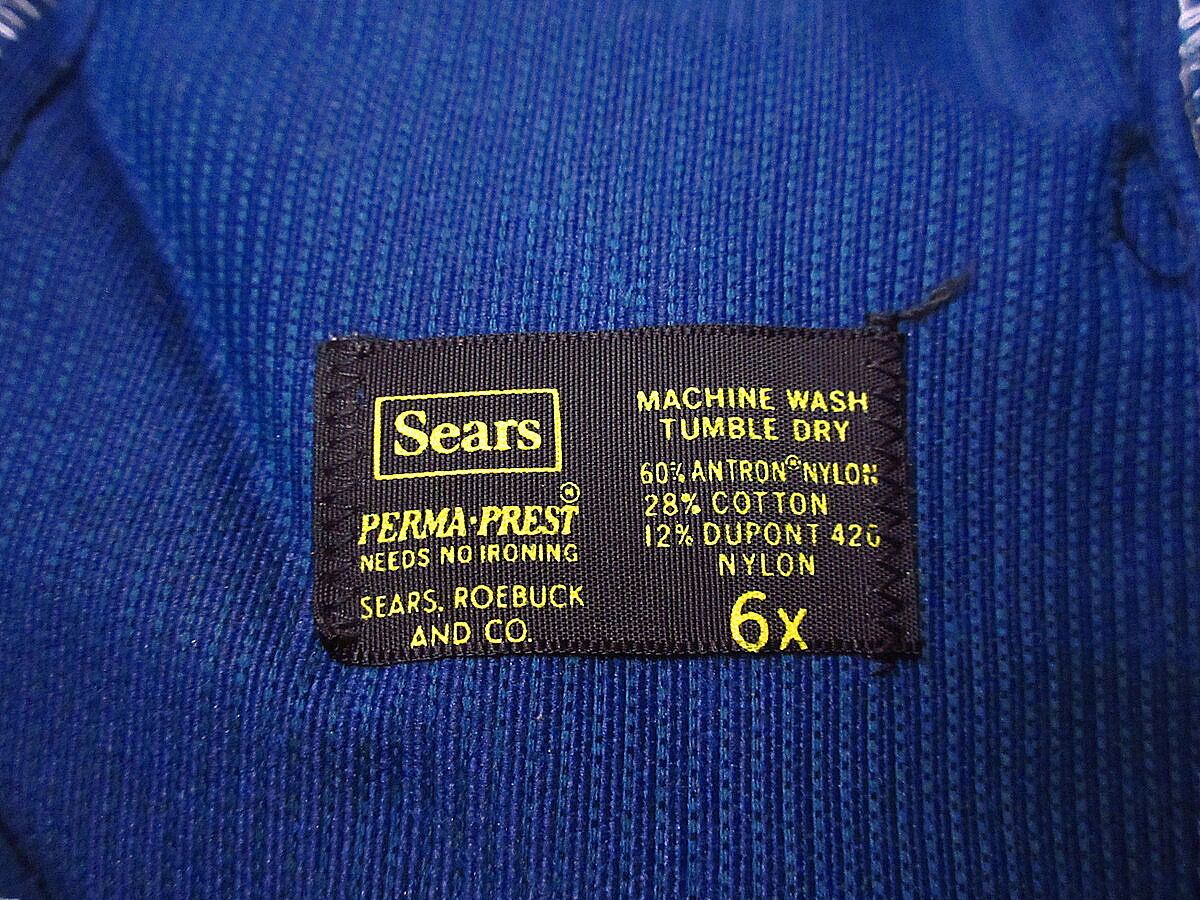 Sears
PERMA·PREST®
NEEDS NO IRONING
SEARS, ROEBUCK
AND CO.
MACHINE WASH
TUMBLE DRY
60% ANTRON® NYLON
28% COTTON
12% DUPONT 420
NYLON
6X